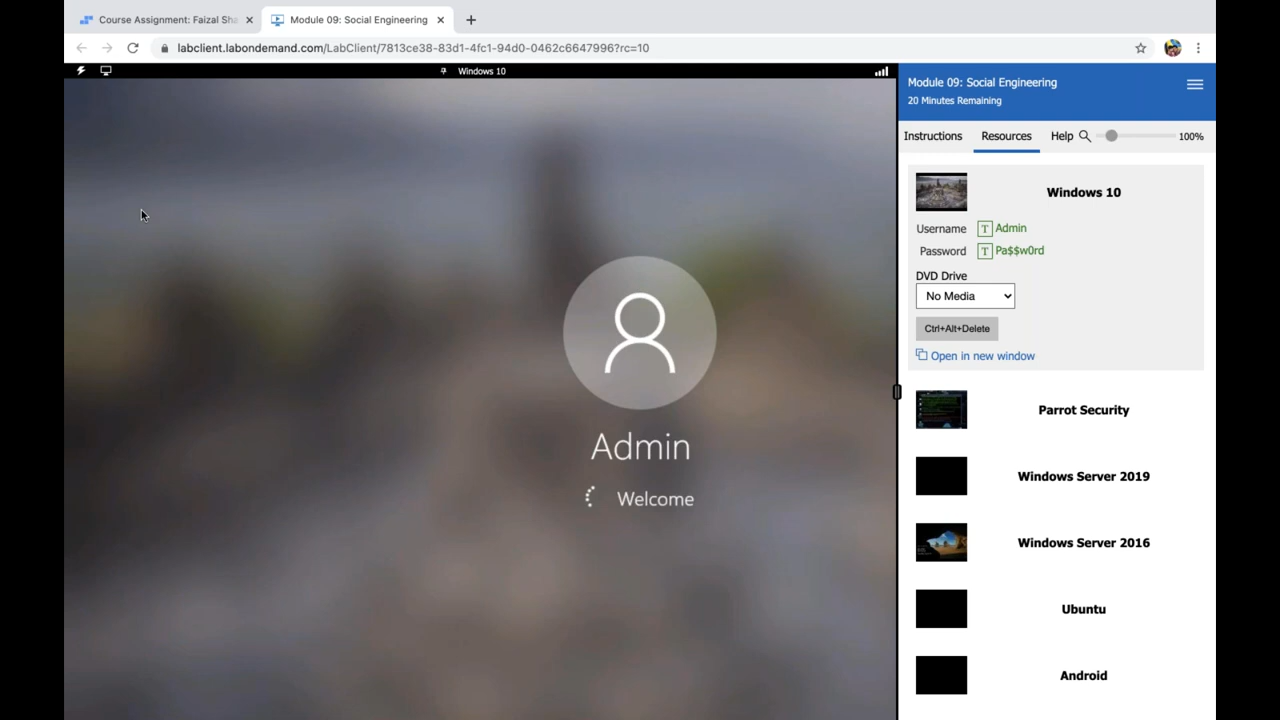 Course Assignment: Faizal Sha
Module 09: Social Engineering
labclient.labondemand.com/LabClient/7813ce38-83d1-4fc1-94d0-0462c6647996?rc=10
Windows 10
Module 09: Social Engineering
20 Minutes Remaining
Instructions Resources Help 100%
Windows 10
Username T Admin
Password T Pa$$w0rd
DVD Drive
No Media
Ctrl+Alt+Delete
Open in new window
Parrot Security
Windows Server 2019
Windows Server 2016
Ubuntu
Android
Admin
Welcome